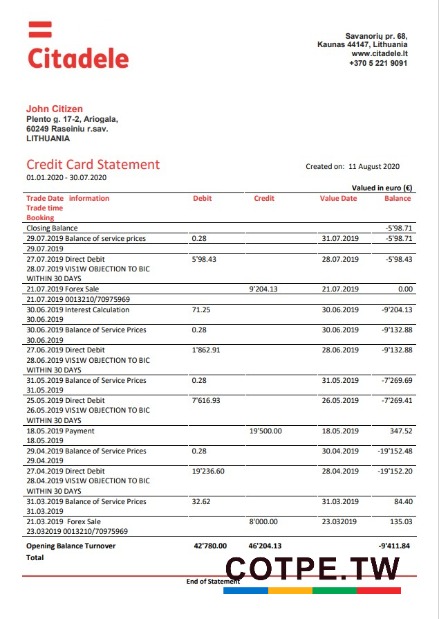 Citadele
Savanorių pr. 68,
Kaunas 44147, Lithuania
www.citadele.lt
+370 5 221 9091
John Citizen
Plento g. 17-2, Ariogala,
60249 Raseiniu r.sav.
LITHUANIA
Credit Card Statement
01.01.2020 - 30.07.2020
Created on: 11 August 2020
Valued in euro (€)
Trade Date information Debit Credit Value Date Balance
Trade time
Booking
Closing Balance -5'98.71
29.07.2019 Balance of service prices 0.28 31.07.2019 -5'98.71
29.07.2019
27.07.2019 Direct Debit 5'98.43 28.07.2019 -5'98.43
28.07.2019 VIS1W OBJECTION TO BIC
WITHIN 30 DAYS
21.07.2019 Forex Sale 9'204.13 21.07.2019 0.00
21.07.2019 0013210/70975969
30.06.2019 Interest Calculation 71.25 30.06.2019 -9'204.13
30.06.2019
30.06.2019 Balance of Service Prices 0.28 30.06.2019 -9'132.88
30.06.2019
27.06.2019 Direct Debit 1'862.91 28.06.2019 -9'132.88
28.06.2019 VIS1W OBJECTION TO BIC
WITHIN 30 DAYS
31.05.2019 Balance of Service Prices 0.28 31.05.2019 -7'269.69
31.05.2019
25.05.2019 Direct Debit 7'616.93 26.05.2019 -7'269.41
26.05.2019 VIS1W OBJECTION TO BIC
WITHIN 30 DAYS
18.05.2019 Payment 19'500.00 18.05.2019 347.52
18.05.2019
29.04.2019 Balance of Service Prices 0.28 30.04.2019 -19'152.48
29.04.2019
27.04.2019 Direct Debit 19'236.60 28.04.2019 -19'152.20
28.04.2019 VIS1W OBJECTION TO BIC
WITHIN 30 DAYS
31.03.2019 Balance of Service Prices 32.62 31.03.2019 84.40
31.03.2019
21.03.2019 Forex Sale 8'000.00 23.032019 135.03
23.032019 0013210/70975969
Opening Balance Turnover 42'780.00 46'204.13 -9'411.84
Total
COTPE.TW
End of Statement